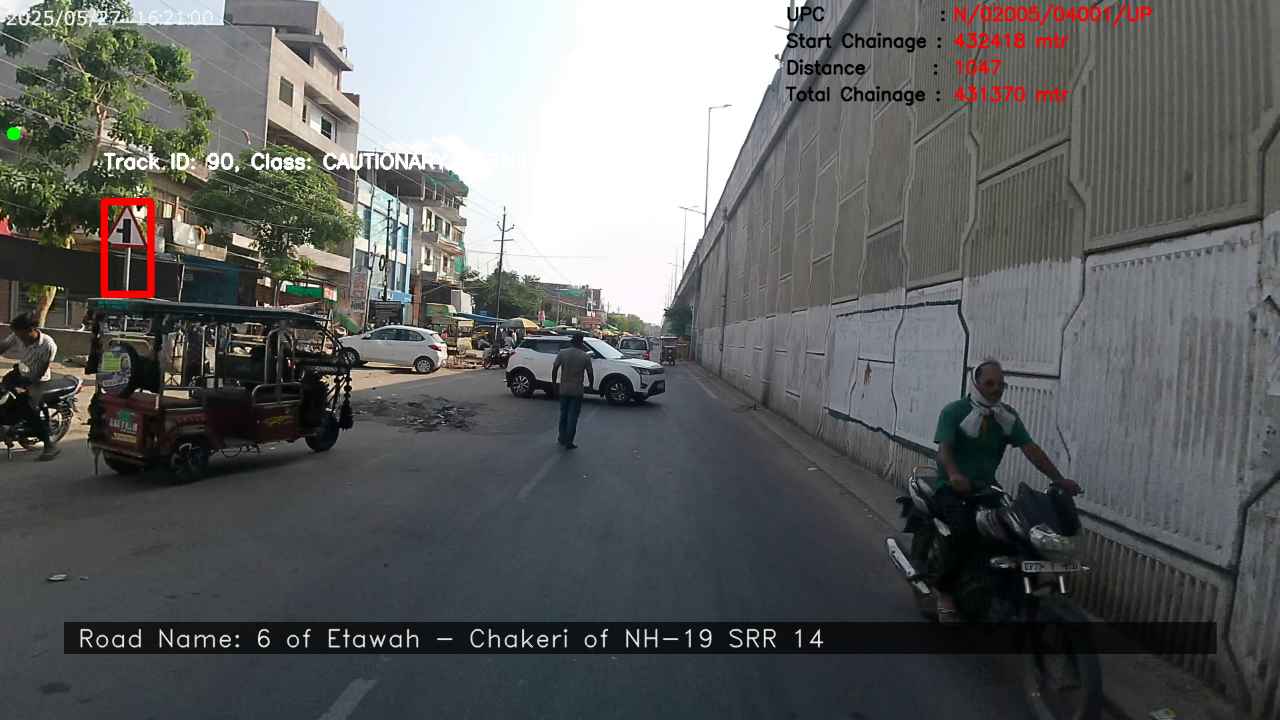 2025/05/27 16:21:00
UPC : N/02005/04001/UP
Start Chainage : 432418 mtr
Distance : 1047
Total Chainage : 431370 mtr
Track ID: 90, Class: CAUTIONARY
Road Name: 6 of Etawah - Chakeri of NH-19 SRR 14